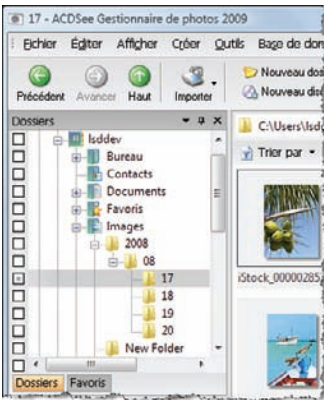 17 - ACDSee Gestionnaire de photos 2009
Fichier Éditer Afficher Créer Outils Base de don
Précédent Avancer Haut Importer
Nouveau dos
Nouveau dis
Dossiers
lsddev
Bureau
Contacts
Documents
Favoris
Images
2008
08
17
18
19
20
New Folder
Dossiers Favoris
C:\Users\lsd
Trier par
iStock_00000285